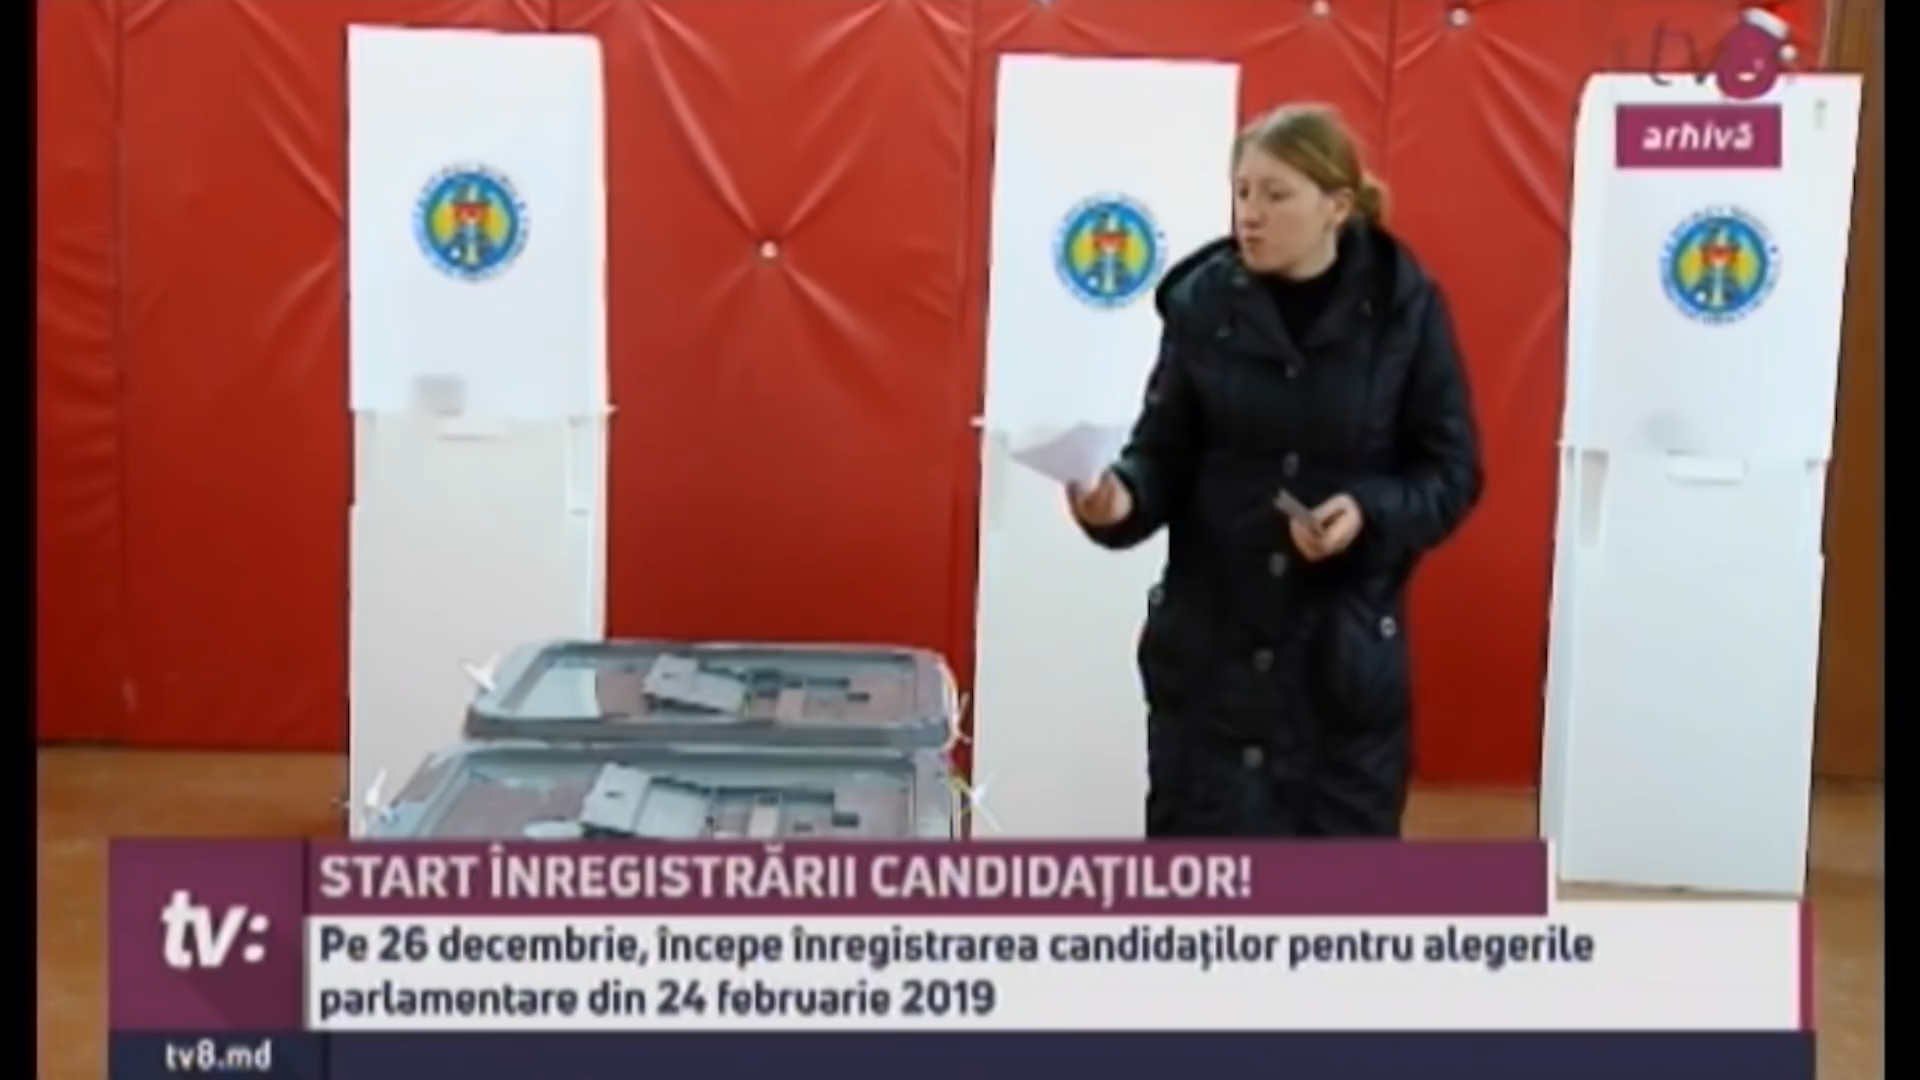 tv8
arhivă
START ÎNREGISTRĂRII CANDIDAȚILOR!
tv:
Pe 26 decembrie, începe înregistrarea candidaților pentru alegerile
parlamentare din 24 februarie 2019
tv8.md